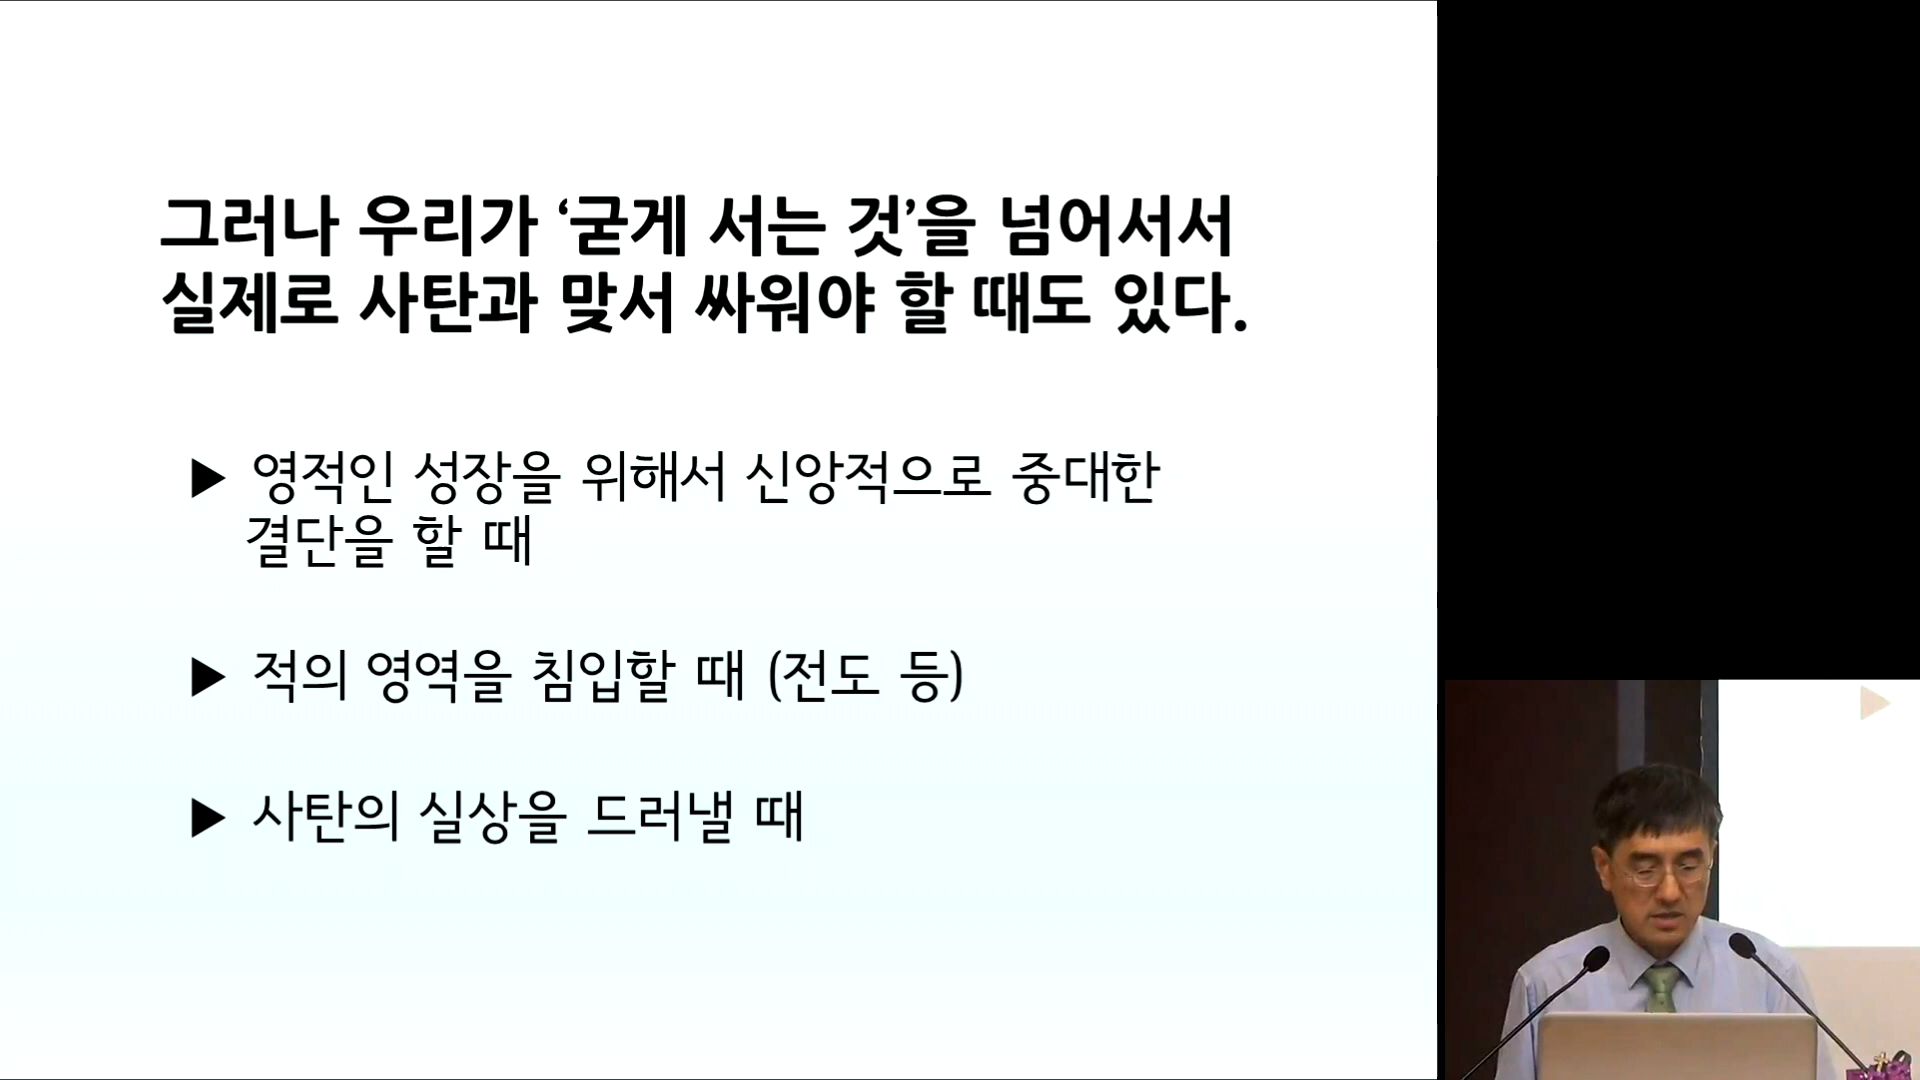 그러나 우리가 ‘굳게 서는 것’을 넘어서서
실제로 사탄과 맞서 싸워야 할 때도 있다.
▶ 영적인 성장을 위해서 신앙적으로 중대한
결단을 할 때
▶ 적의 영역을 침입할 때 (전도 등)
▶ 사탄의 실상을 드러낼 때